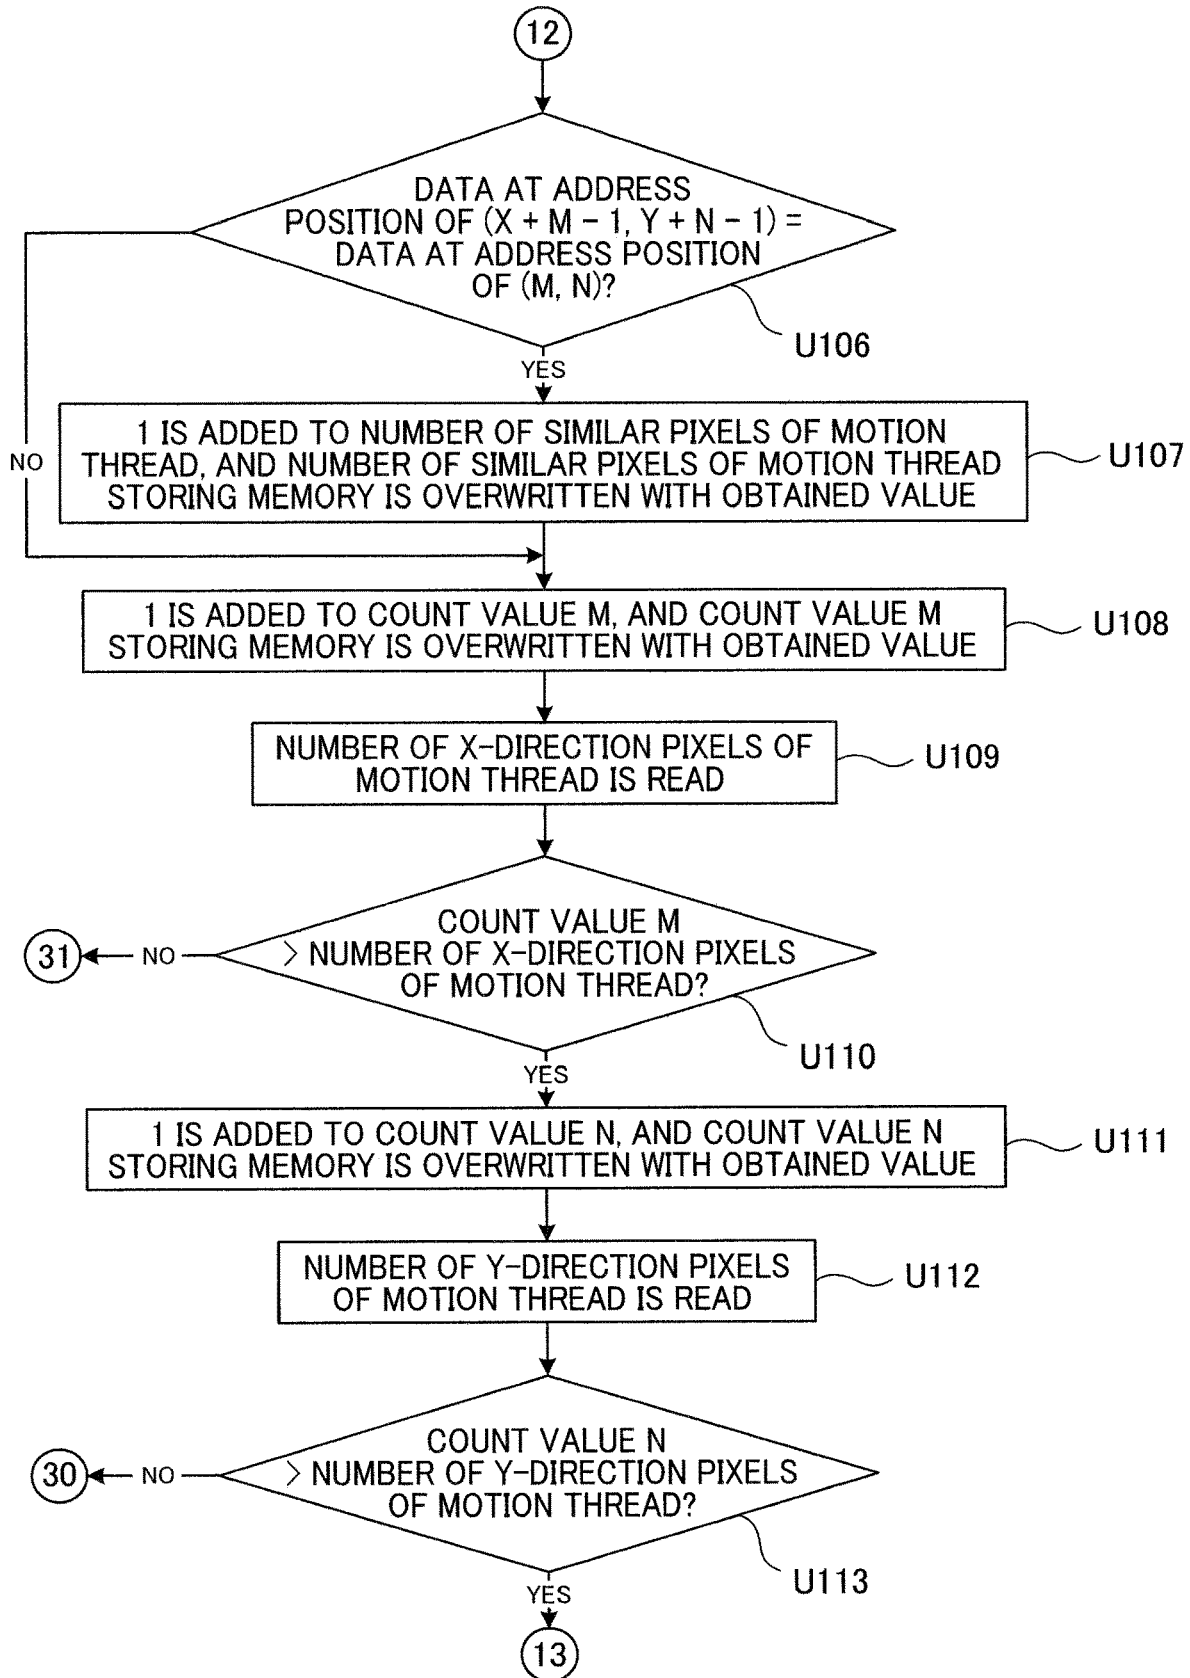 12
DATA AT ADDRESS
POSITION OF (X + M − 1, Y + N − 1) =
DATA AT ADDRESS POSITION
OF (M, N)?
U106
YES
NO
1 IS ADDED TO NUMBER OF SIMILAR PIXELS OF MOTION
THREAD, AND NUMBER OF SIMILAR PIXELS OF MOTION THREAD
STORING MEMORY IS OVERWRITTEN WITH OBTAINED VALUE
U107
1 IS ADDED TO COUNT VALUE M, AND COUNT VALUE M
STORING MEMORY IS OVERWRITTEN WITH OBTAINED VALUE
U108
NUMBER OF X-DIRECTION PIXELS OF
MOTION THREAD IS READ
U109
COUNT VALUE M
> NUMBER OF X-DIRECTION PIXELS
OF MOTION THREAD?
31
NO
U110
YES
1 IS ADDED TO COUNT VALUE N, AND COUNT VALUE N
STORING MEMORY IS OVERWRITTEN WITH OBTAINED VALUE
U111
NUMBER OF Y-DIRECTION PIXELS
OF MOTION THREAD IS READ
U112
COUNT VALUE N
> NUMBER OF Y-DIRECTION PIXELS
OF MOTION THREAD?
30
NO
U113
YES
13